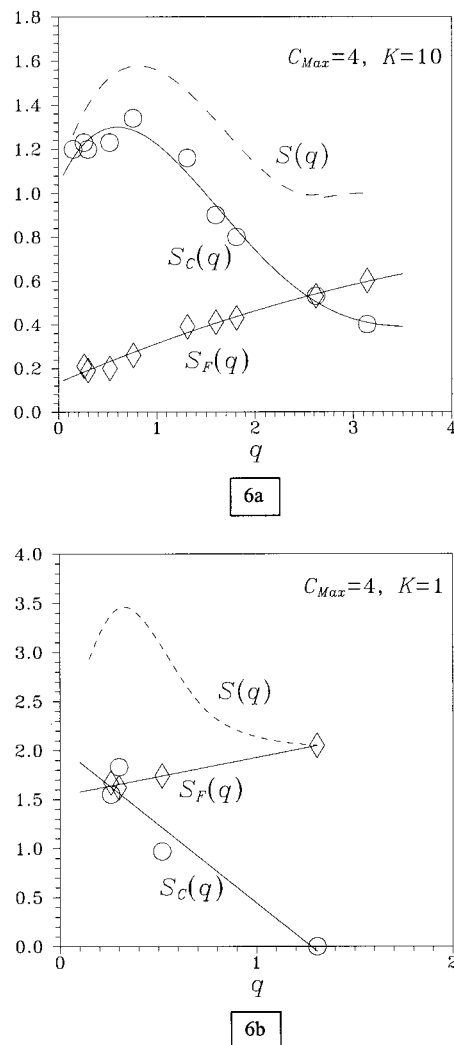 1.8
1.6
1.4
1.2
1.0
0.8
0.6
0.4
0.2
0.0
C_Max=4, K=10
S(q)
S_C(q)
S_F(q)
0 1 2 3 4
q
6a
4.0
3.5
3.0
2.5
2.0
1.5
1.0
0.5
0.0
C_Max=4, K=1
S(q)
S_F(q)
S_C(q)
0 1 2
q
6b